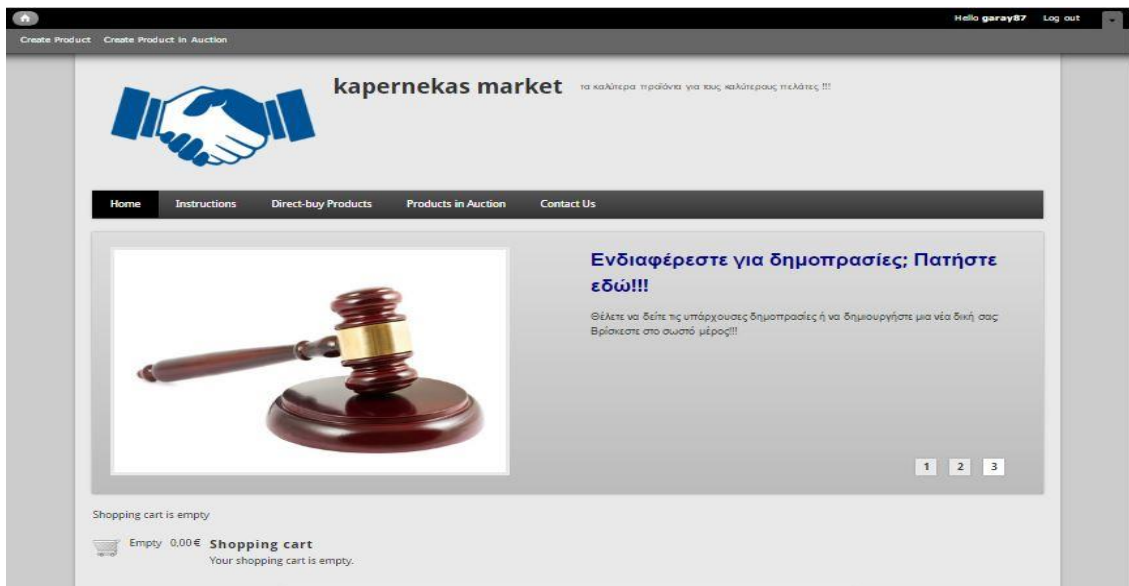 Hello garay87 Log out
Create Product Create Product in Auction
kapernekas market
τα καλύτερα προϊόντα για τους καλύτερους πελάτες !!!
Home Instructions Direct-buy Products Products in Auction Contact Us
Ενδιαφέρεστε για δημοπρασίες; Πατήστε
εδώ!!!
Θέλετε να δείτε τις υπάρχουσες δημοπρασίες ή να δημιουργήστε μια νέα δική σας
Βρίσκεστε στο σωστό μέρος!!!
1 2 3
Shopping cart is empty
Empty 0,00€ Shopping cart
Your shopping cart is empty.